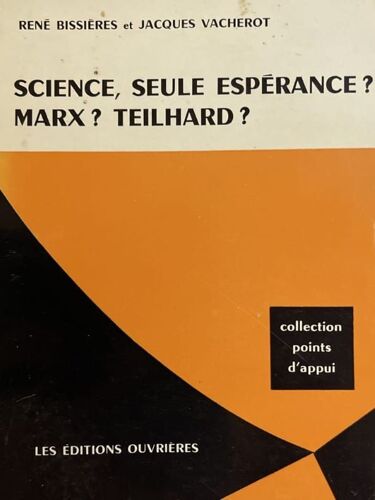 RENÉ BISSIÈRES et JACQUES VACHEROT
SCIENCE, SEULE ESPÉRANCE ?
MARX ? TEILHARD ?
collection
points
d'appui
LES ÉDITIONS OUVRIÈRES